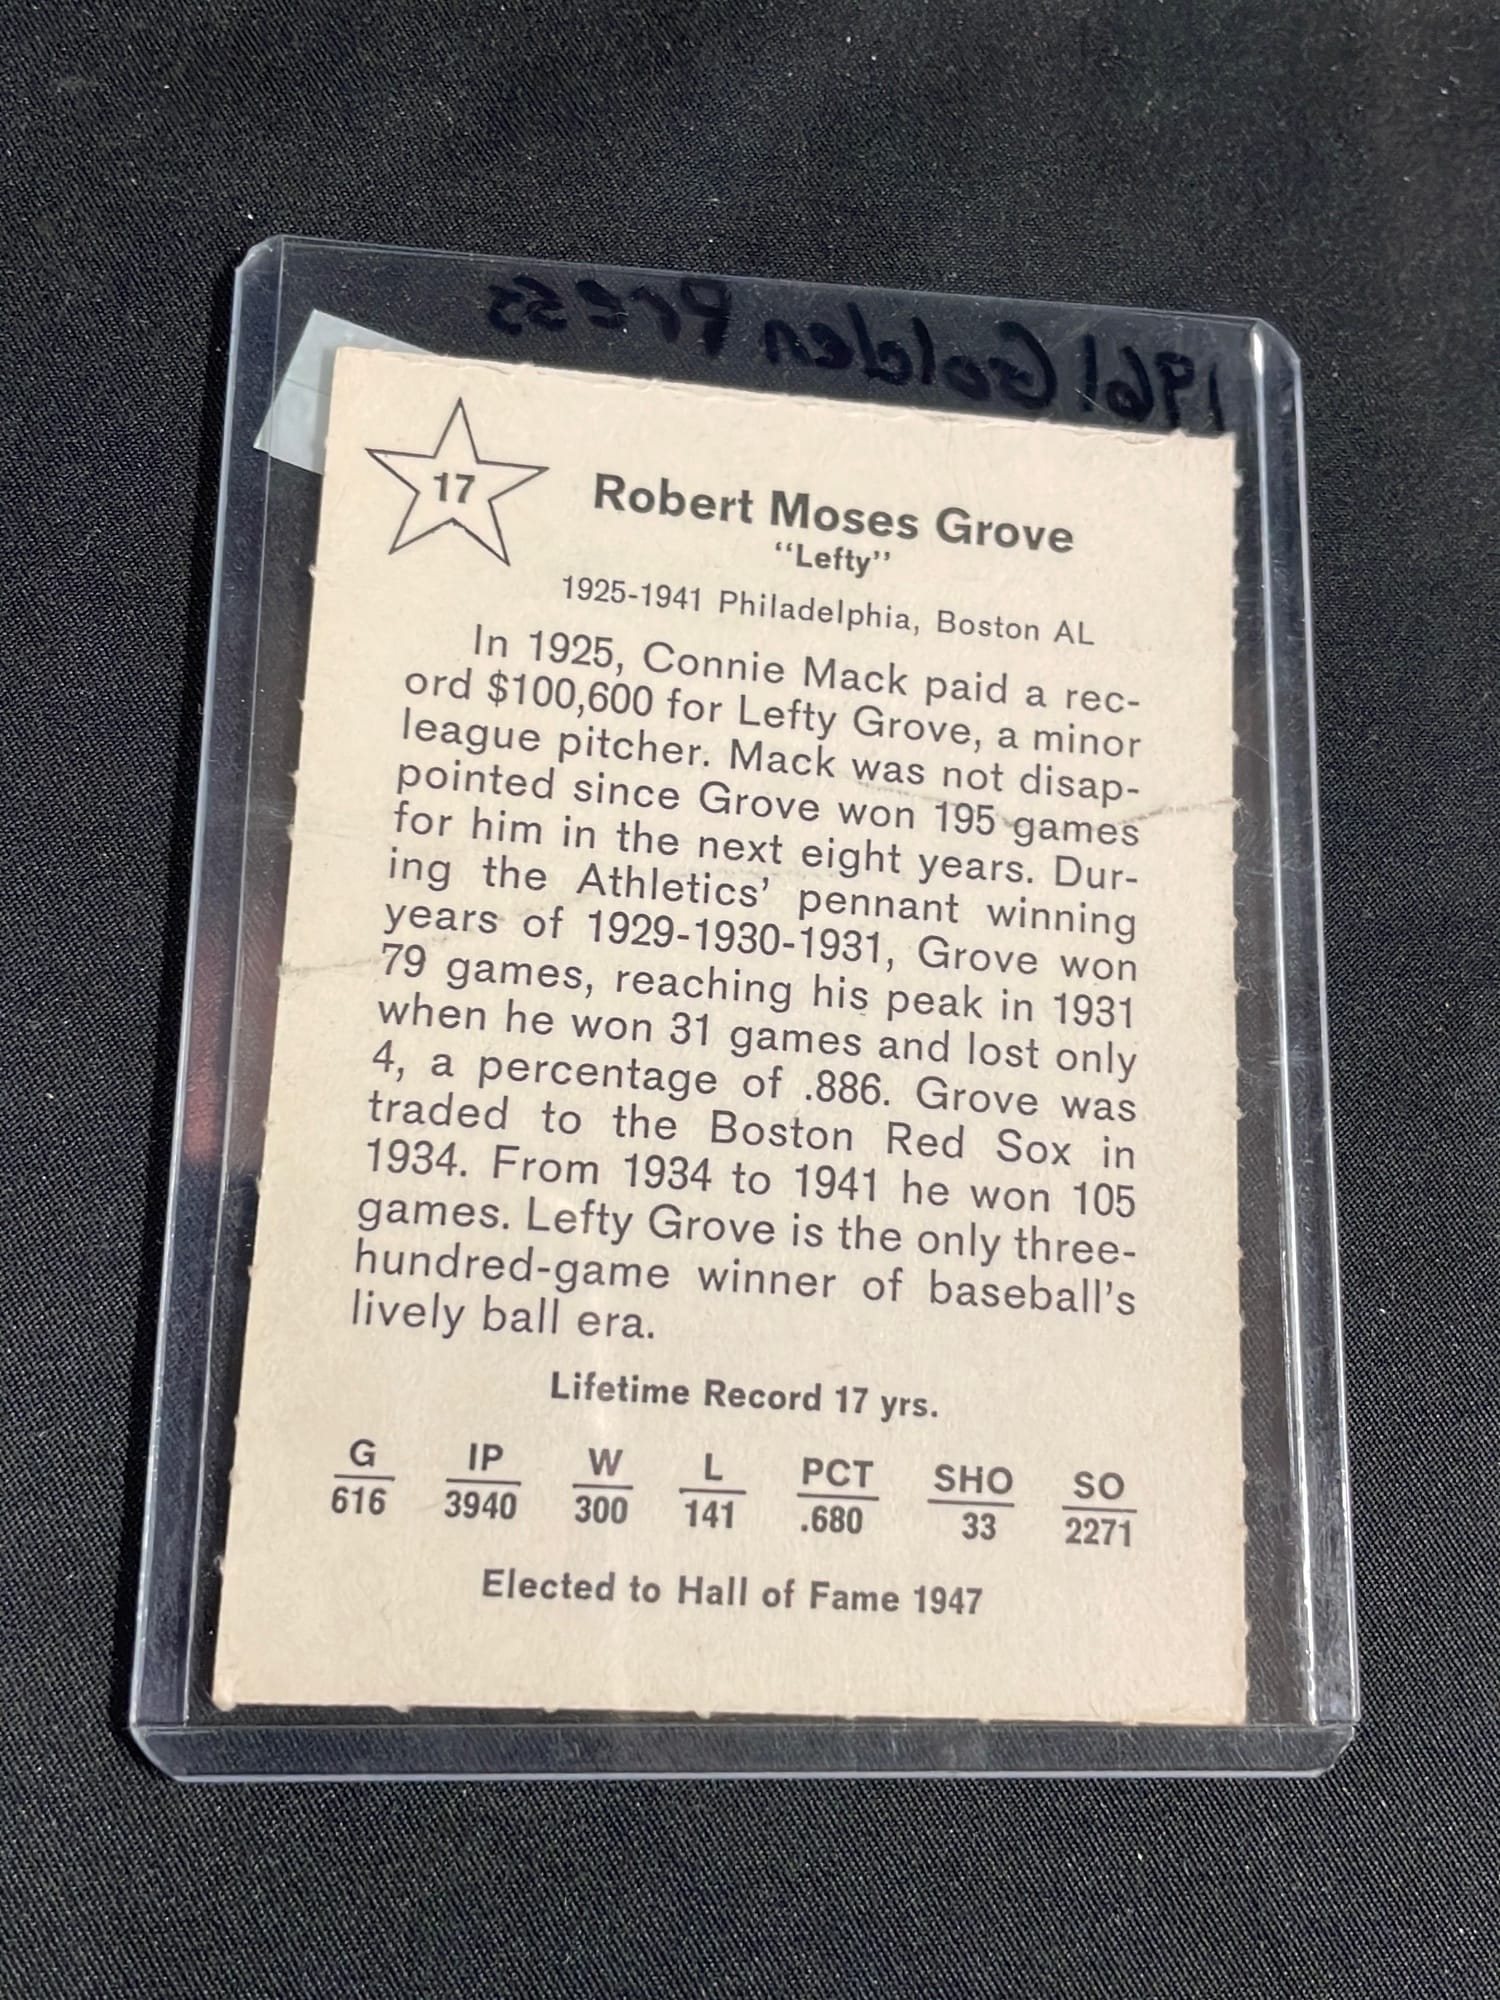 1961 Golden Press
17
Robert Moses Grove
“Lefty”
1925-1941 Philadelphia, Boston AL
In 1925, Connie Mack paid a rec-
ord $100,600 for Lefty Grove, a minor
league pitcher. Mack was not disap-
pointed since Grove won 195 games
for him in the next eight years. Dur-
ing the Athletics’ pennant winning
years of 1929-1930-1931, Grove won
79 games, reaching his peak in 1931
when he won 31 games and lost only
4, a percentage of .886. Grove was
traded to the Boston Red Sox in
1934. From 1934 to 1941 he won 105
games. Lefty Grove is the only three-
hundred-game winner of baseball’s
lively ball era.
Lifetime Record 17 yrs.
G IP W L PCT SHO SO
616 3940 300 141 .680 33 2271
Elected to Hall of Fame 1947